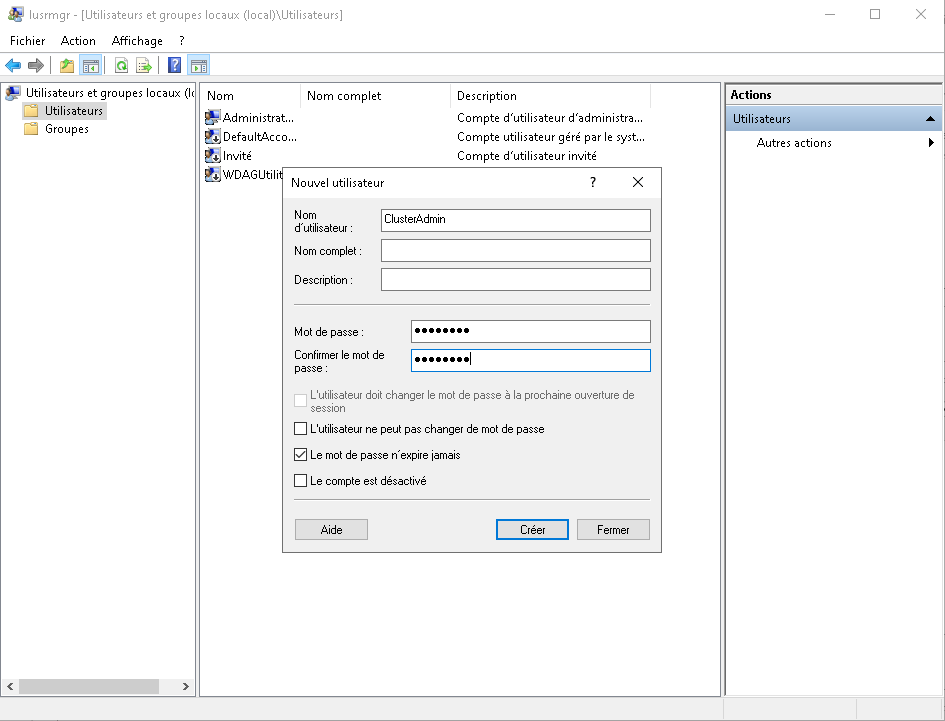 lusrmgr - [Utilisateurs et groupes locaux (local)\Utilisateurs]
Fichier Action Affichage ?
Utilisateurs et groupes locaux (lo
Utilisateurs
Groupes
Nom Nom complet Description
Administrat... Compte d'utilisateur d'administra...
DefaultAcco... Compte utilisateur géré par le syst...
Invité Compte d'utilisateur invité
WDAGUtilit
Actions
Utilisateurs
Autres actions
Nouvel utilisateur ?
Nom
d'utilisateur : ClusterAdmin
Nom complet :
Description :
Mot de passe : ●●●●●●●●
Confirmer le mot de
passe : ●●●●●●●●
L'utilisateur doit changer le mot de passe à la prochaine ouverture de
session
L'utilisateur ne peut pas changer de mot de passe
Le mot de passe n'expire jamais
Le compte est désactivé
Aide Créer Fermer